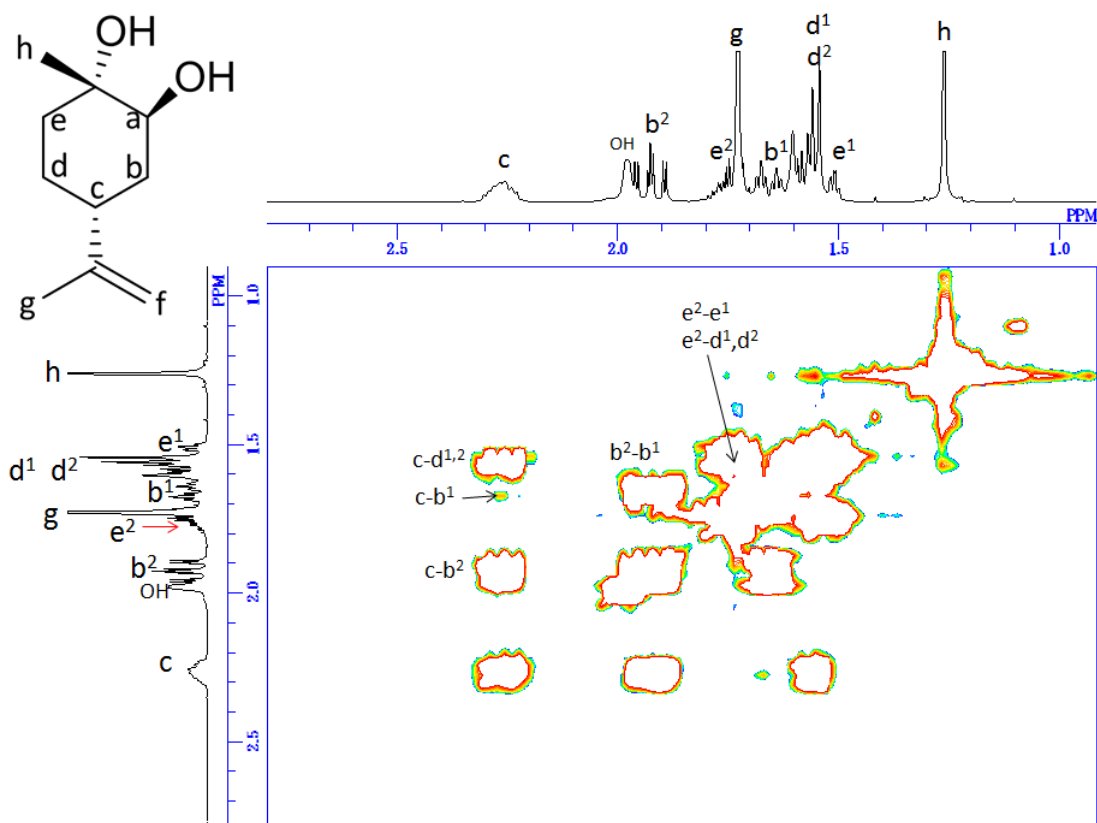 OH
h
OH
e
a
d
b
c
g
f
c
OH
b²
e²
g
b¹
d¹
d²
e¹
h
PPM
2.5
2.0
1.5
1.0
PPM
1.0
1.5
2.0
2.5
h
e¹
d¹ d²
b¹
g
e²
b²
OH
c
e²-e¹
e²-d¹,d²
c-d¹,²
b²-b¹
c-b¹
c-b²